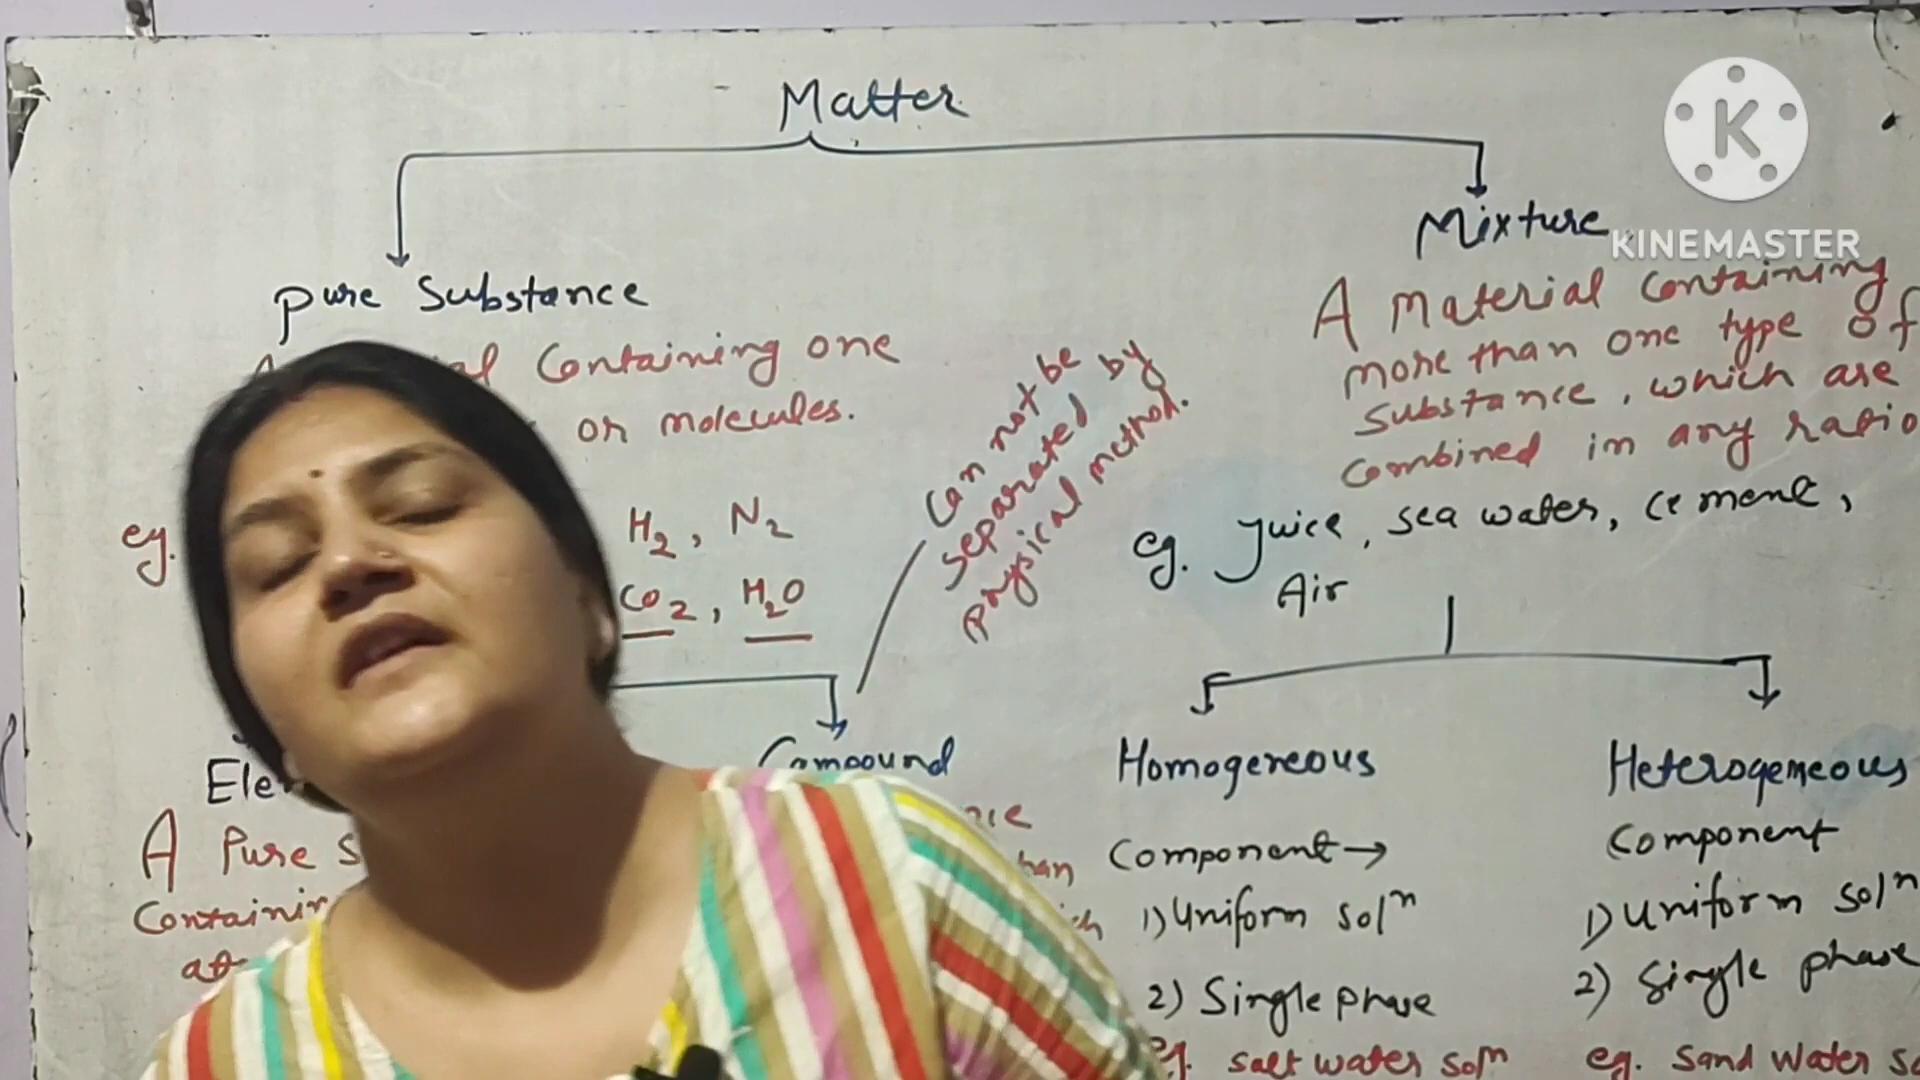 Matter
K
KINEMASTER
Mixture
Pure Substance
A Material Containing
more than one type of
Substance, which are
Combined in any ratio
Containing one
or molecules.
eg.
H2, N2
CO2, H2O
Can not be
separated by
physical method.
eg. Juice, sea water, cement,
Air
Compound
Homogereous
Heterogemeous
A Pure
Component→
Component
1) Uniform solⁿ
1) Uniform solⁿ
2) Single phase
2) Single phase
eg. Salt water solⁿ
eg. Sand Water